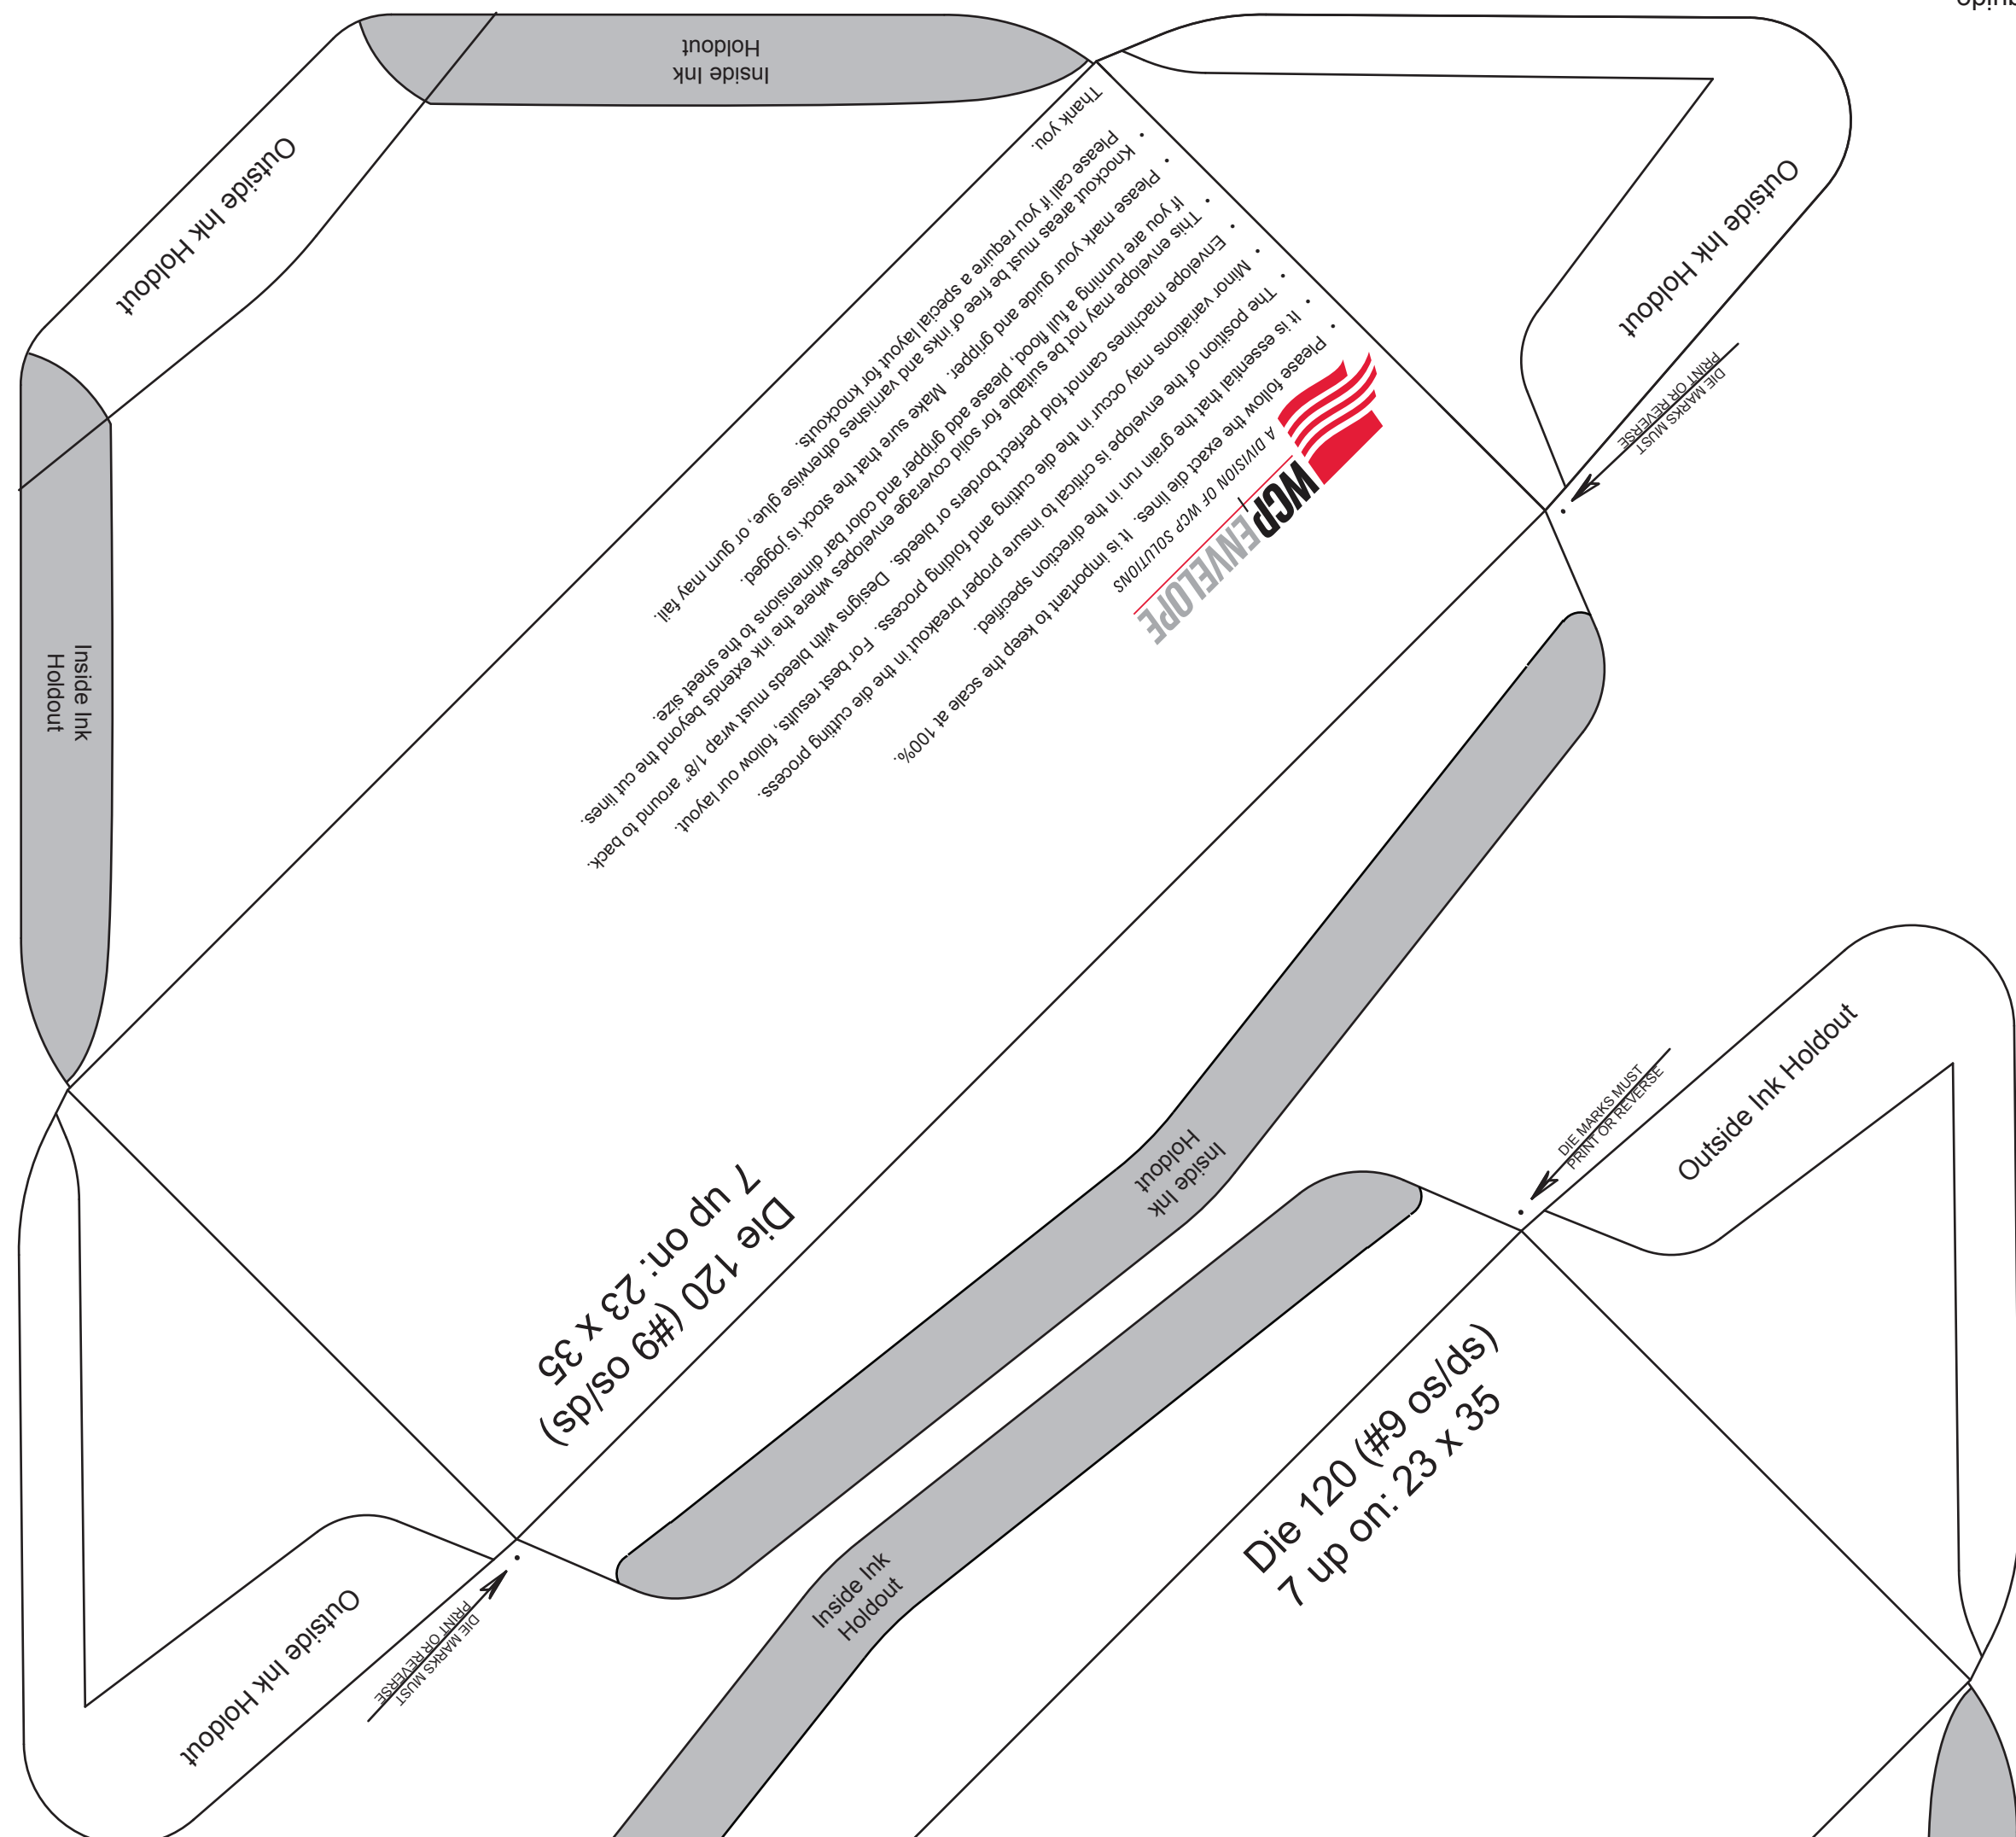 guide
Inside Ink
Holdout
Outside Ink Holdout
Outside Ink Holdout
DIE MARKS MUST
PRINT OR REVERSE
WCPENVELOPE
A DIVISION OF WCP SOLUTIONS
• Please follow the exact die lines.  It is important to keep the scale at 100%.
• It is essential that the grain run in the direction specified.
• The position of the envelope is critical to insure proper breakout in the die cutting process.
• Minor variations may occur in the die cutting and folding process.  For best results, follow our layout.
• Envelope machines cannot fold perfect borders or bleeds.  Designs with bleeds must wrap 1/8” around to back.
• This envelope may not be suitable for solid coverage envelopes where the ink extends beyond the cut lines.
If you are running a full flood, please add gripper and color bar dimensions to the sheet size.
• Please mark your guide and gripper.  Make sure that the stock is jogged.
• Knockout areas must be free of inks and varnishes otherwise glue, or gum may fail.
Please call if you require a special layout for knockouts.
Thank you.
Inside Ink
Holdout
Die 120 (#9 os/ds)
7 up on: 23 x 35
Inside Ink
Holdout
DIE MARKS MUST
PRINT OR REVERSE
Outside Ink Holdout
Die 120 (#9 os/ds)
7 up on: 23 x 35
Inside Ink
Holdout
Outside Ink Holdout
DIE MARKS MUST
PRINT OR REVERSE